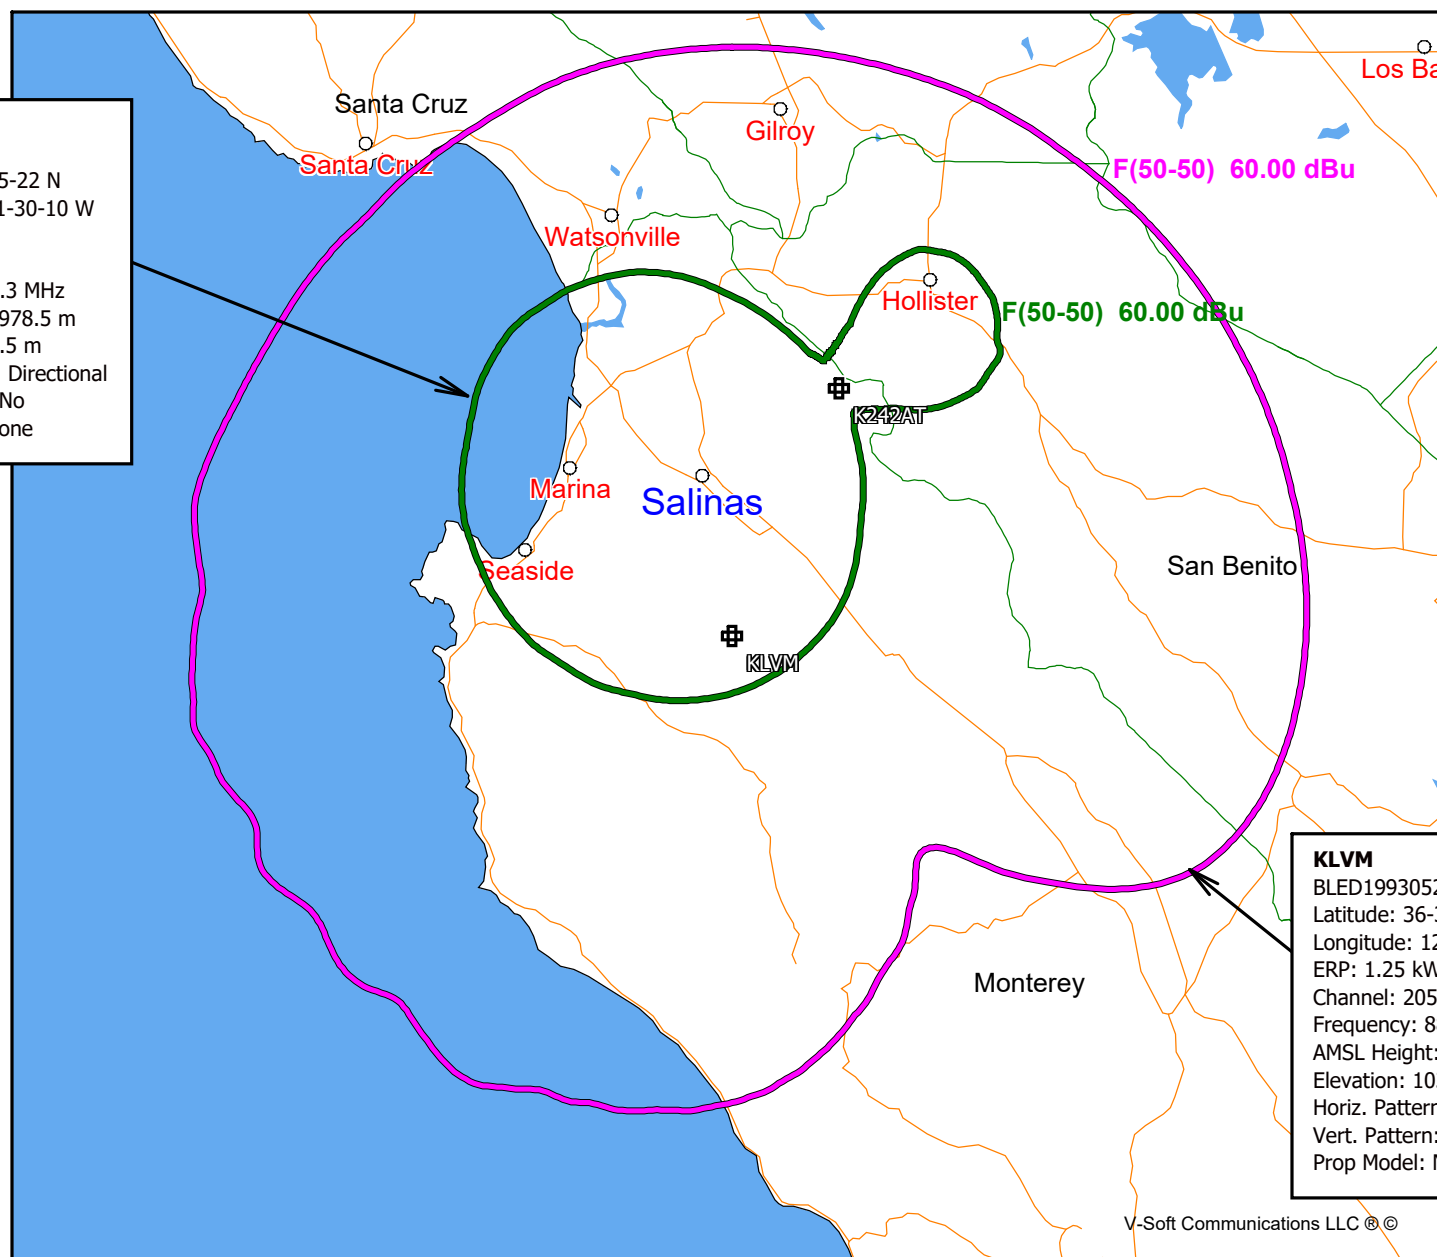 Los Ba
Santa Cruz
Gilroy
Santa Cruz
F(50-50) 60.00 dBu
5-22 N
1-30-10 W
Watsonville
.3 MHz
978.5 m
.5 m
Directional
No
one
Hollister
F(50-50) 60.00 dBu
K242AT
Marina
Salinas
Seaside
San Benito
KLVM
Monterey
KLVM
BLED1993052
Latitude: 36-3
Longitude: 12
ERP: 1.25 kW
Channel: 205
Frequency: 8
AMSL Height:
Elevation: 10
Horiz. Pattern
Vert. Pattern:
Prop Model: N
V-Soft Communications LLC ® ©